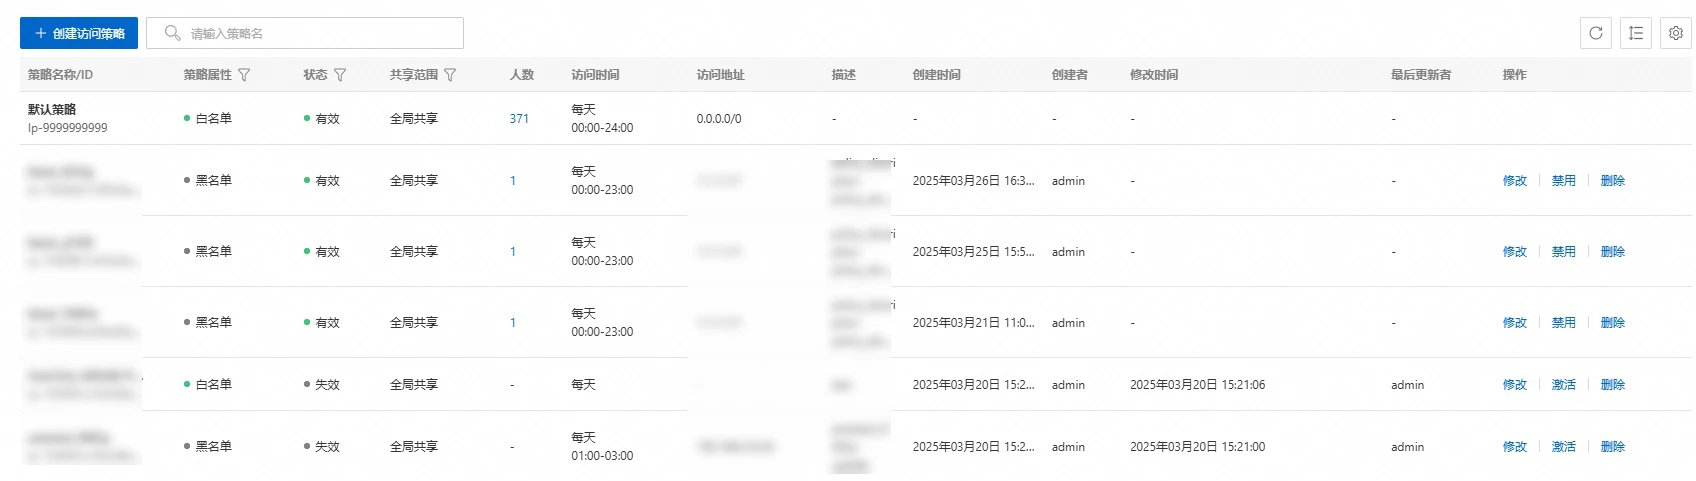 创建访问策略 请输入策略名
策略名称/ID 策略属性 状态 共享范围 人数 访问时间 访问地址 描述 创建时间 创建者 修改时间 最后更新者 操作
默认策略
lp-9999999999 白名单 有效 全局共享 371 每天 00:00-24:00 0.0.0.0/0 - - - - -
黑名单 有效 全局共享 1 每天 00:00-23:00 2025年03月26日 16:3... admin - - 修改 禁用 删除
黑名单 有效 全局共享 1 每天 00:00-23:00 2025年03月25日 15:5... admin - - 修改 禁用 删除
黑名单 有效 全局共享 1 每天 00:00-23:00 2025年03月21日 11:0... admin - - 修改 禁用 删除
白名单 失效 全局共享 - 每天 2025年03月20日 15:2... admin 2025年03月20日 15:21:06 admin 修改 激活 删除
黑名单 失效 全局共享 - 每天 01:00-03:00 2025年03月20日 15:2... admin 2025年03月20日 15:21:00 admin 修改 激活 删除